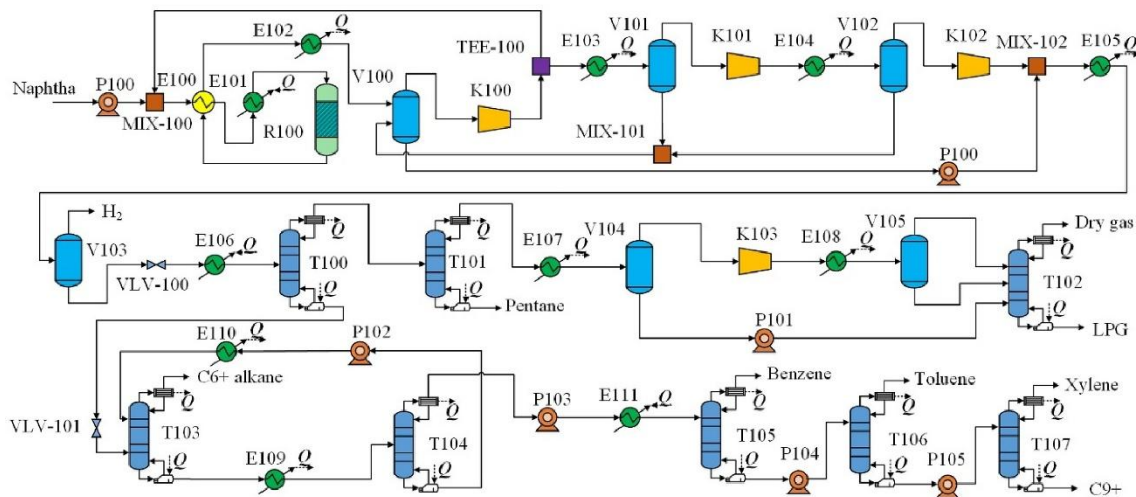 E102
Q
V101
V102
K101
E104
Q
K102
MIX-102
E105
Q
TEE-100
E103
Q
P100
E100
E101
Q
V100
K100
Naphtha
MIX-100
R100
MIX-101
P100
H₂
V103
E106
Q
Q
T100
Q
Q
T101
E107
Q
V104
K103
E108
Q
V105
Dry gas
Q
T102
VLV-100
Q
Q
Pentane
P101
Q
LPG
E110
Q
P102
C6+ alkane
Q
VLV-101
T103
Q
E109
Q
Q
T104
Q
P103
E111
Q
Benzene
Q
T105
Q
P104
Toluene
Q
T106
Q
P105
Xylene
Q
T107
Q
C9+